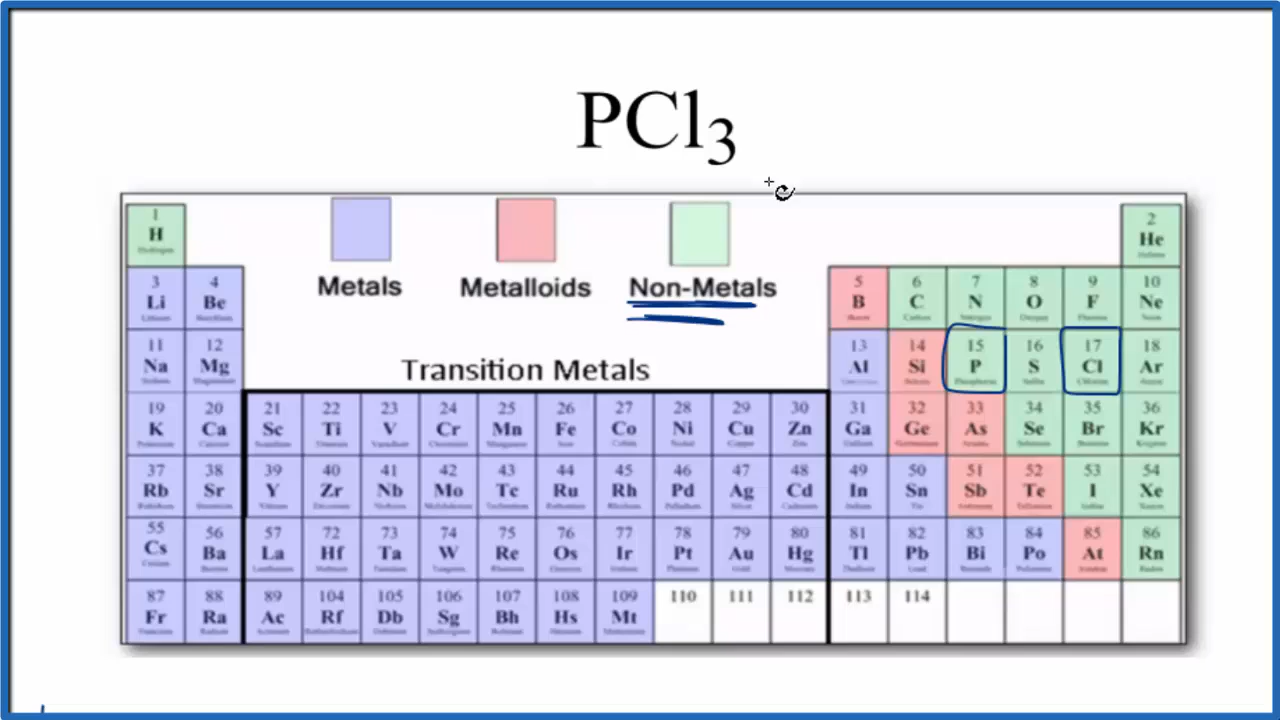 PCl3
Metals Metalloids Non-Metals
Transition Metals
1 2
H He
Hydrogen Helium
3 4 5 6 7 8 9 10
Li Be B C N O F Ne
11 12 13 14 15 16 17 18
Na Mg Al Si P S Cl Ar
19 20 21 22 23 24 25 26 27 28 29 30 31 32 33 34 35 36
K Ca Sc Ti V Cr Mn Fe Co Ni Cu Zn Ga Ge As Se Br Kr
37 38 39 40 41 42 43 44 45 46 47 48 49 50 51 52 53 54
Rb Sr Y Zr Nb Mo Tc Ru Rh Pd Ag Cd In Sn Sb Te I Xe
55 56 57 72 73 74 75 76 77 78 79 80 81 82 83 84 85 86
Cs Ba La Hf Ta W Re Os Ir Pt Au Hg Tl Pb Bi Po At Rn
87 88 89 104 105 106 107 108 109 110 111 112 113 114
Fr Ra Ac Rf Db Sg Bh Hs Mt